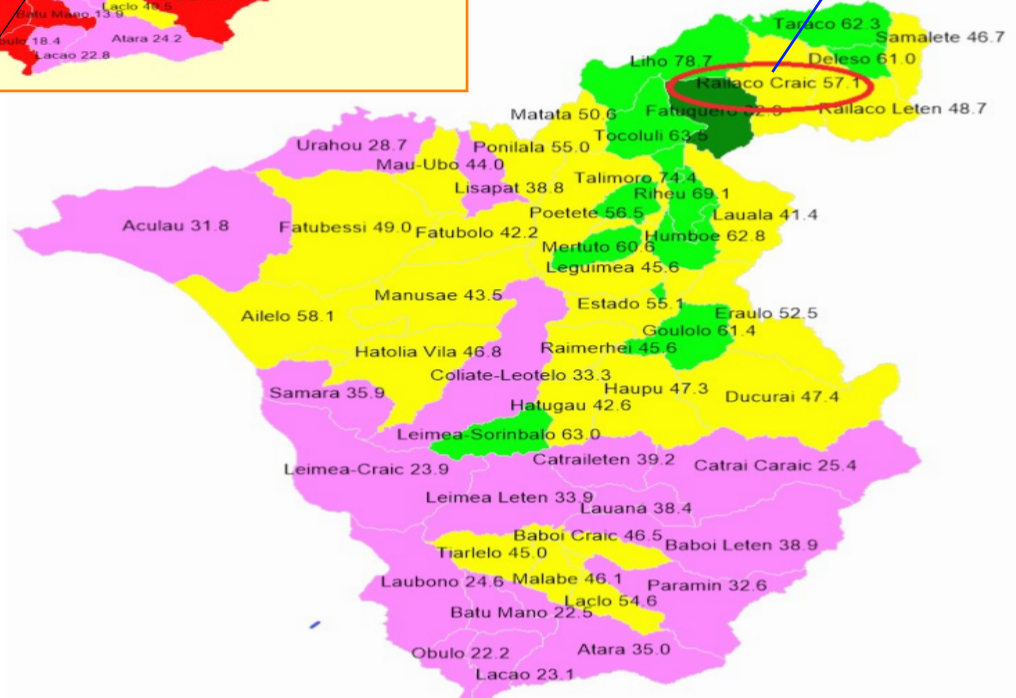 Laclo 49.5
Batu Mano 13.9
Obulo 18.4
Atara 24.2
Lacao 22.8
Taraco 62.3
Samalete 46.7
Liho 78.7
Deleso 61.0
Railaco Craic 57.1
Fatuquero 82.9
Railaco Leten 48.7
Matata 50.6
Tocoluli 63.5
Urahou 28.7
Ponilala 55.0
Mau-Ubo 44.0
Talimoro 74.4
Lisapat 38.8
Riheu 69.1
Poetete 56.5
Lauala 41.4
Aculau 31.8
Fatubessi 49.0
Fatubolo 42.2
Humboe 62.8
Mertuto 60.6
Leguimea 45.6
Manusae 43.5
Estado 55.1
Eraulo 52.5
Ailelo 58.1
Goulolo 61.4
Hatolia Vila 46.8
Raimerhei 45.6
Coliate-Leotelo 33.3
Haupu 47.3
Samara 35.9
Ducurai 47.4
Hatugau 42.6
Leimea-Sorinbalo 63.0
Catraileten 39.2
Catrai Caraic 25.4
Leimea-Craic 23.9
Leimea Leten 33.9
Lauana 38.4
Baboi Craic 46.5
Baboi Leten 38.9
Tiarlelo 45.0
Laubono 24.6
Malabe 46.1
Paramin 32.6
Laclo 54.6
Batu Mano 22.5
Atara 35.0
Obulo 22.2
Lacao 23.1